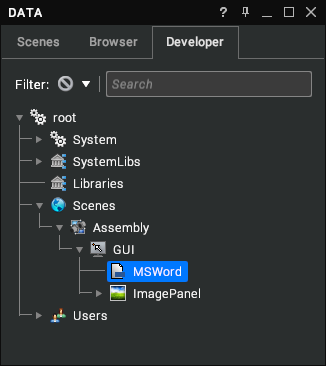 DATA
Scenes Browser Developer
Filter: Search
root
System
SystemLibs
Libraries
Scenes
Assembly
GUI
MSWord
ImagePanel
Users